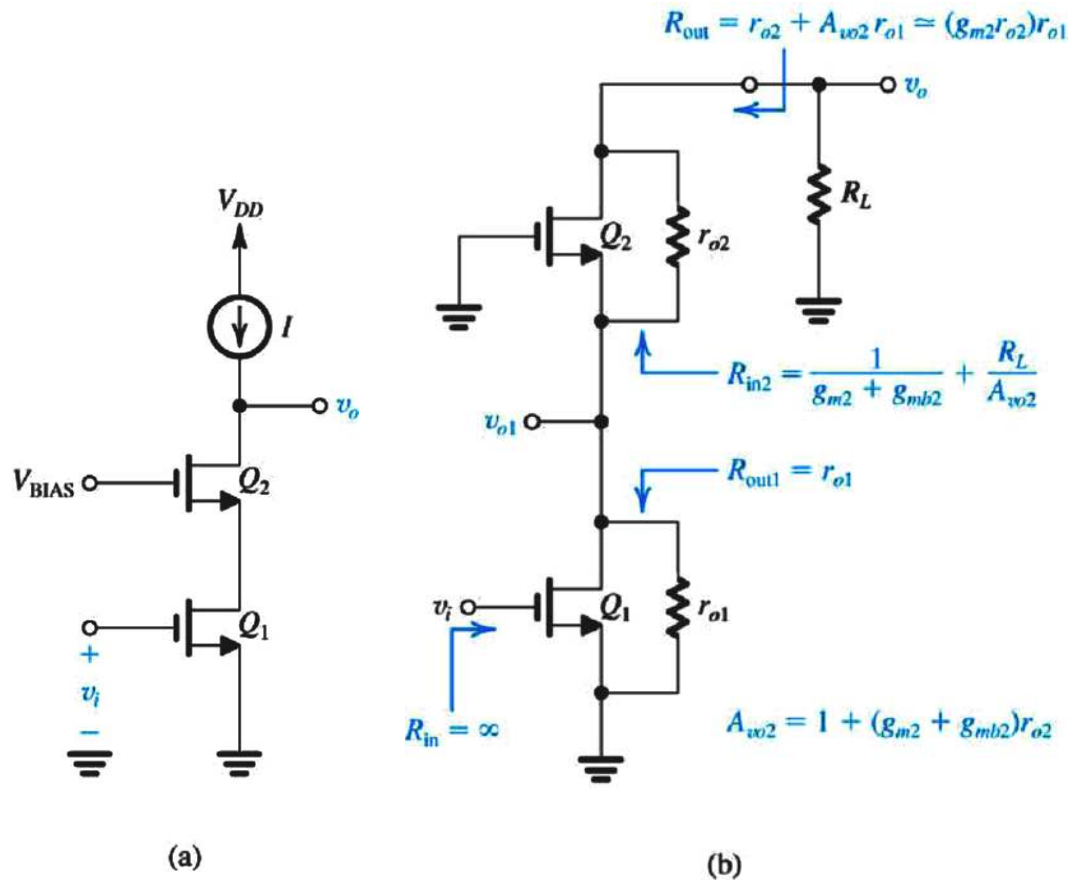 R_out = r_o2 + A_vo2 r_o1 ≃ (g_m2 r_o2) r_o1
v_o
R_L
V_DD
Q_2
r_o2
I
R_in2 = 1 / (g_m2 + g_mb2) + R_L / A_vo2
v_o
v_o1
V_BIAS
Q_2
R_out1 = r_o1
v_i
Q_1
r_o1
Q_1
+
v_i
−
R_in = ∞
A_vo2 = 1 + (g_m2 + g_mb2) r_o2
(a)
(b)